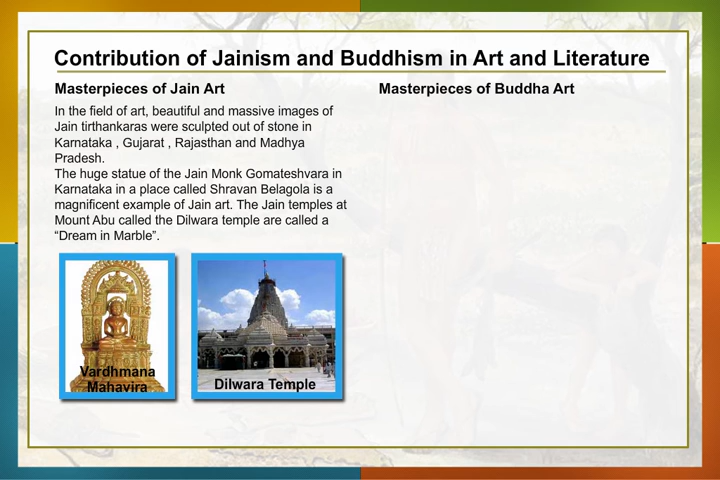 Contribution of Jainism and Buddhism in Art and Literature
Masterpieces of Jain Art
In the field of art, beautiful and massive images of
Jain tirthankaras were sculpted out of stone in
Karnataka , Gujarat , Rajasthan and Madhya
Pradesh.
The huge statue of the Jain Monk Gomateshvara in
Karnataka in a place called Shravan Belagola is a
magnificent example of Jain art. The Jain temples at
Mount Abu called the Dilwara temple are called a
“Dream in Marble”.
Vardhmana
Mahavira
Dilwara Temple
Masterpieces of Buddha Art